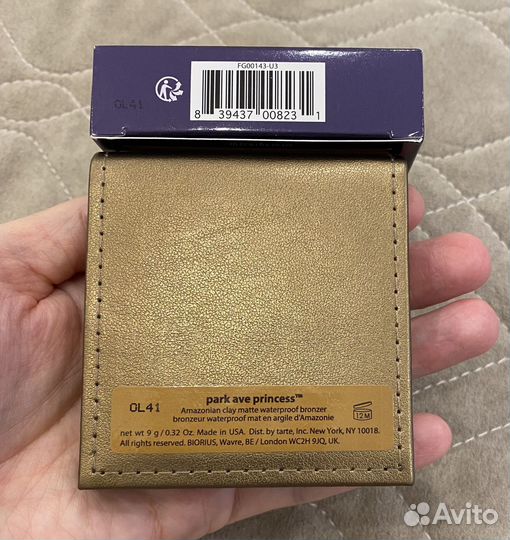 FG00143-U3
OL41
8 39437 00823 1
park ave princess™
OL41
Amazonian clay matte waterproof bronzer
bronzeur waterproof mat en argile d'Amazonie
12M
net wt 9 g / 0.32 Oz. Made in USA. Dist. by tarte, Inc. New York, NY 10018.
All rights reserved. BIORIUS, Wavre, BE / London WC2H 9JQ, UK.
Avito